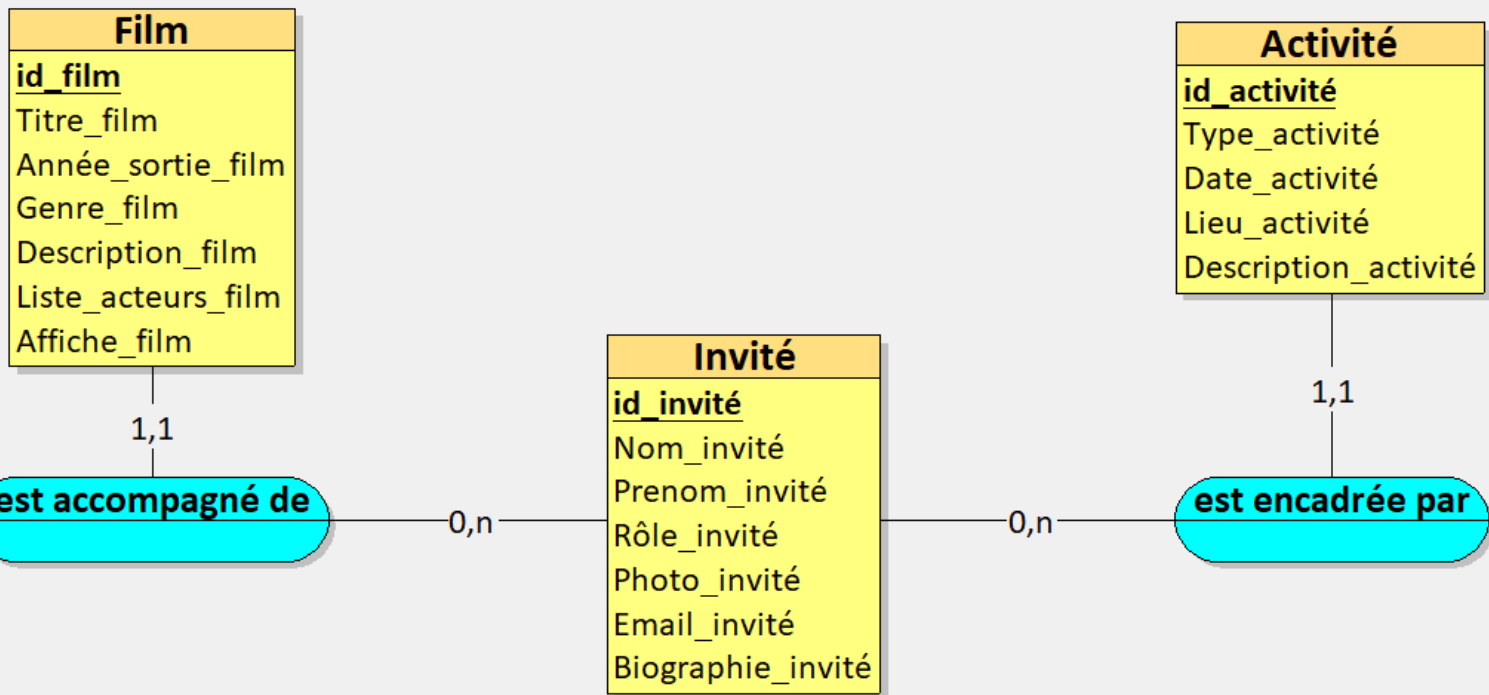 Film
id_film
Titre_film
Année_sortie_film
Genre_film
Description_film
Liste_acteurs_film
Affiche_film
1,1
est accompagné de
0,n
Invité
id_invité
Nom_invité
Prenom_invité
Rôle_invité
Photo_invité
Email_invité
Biographie_invité
0,n
Activité
id_activité
Type_activité
Date_activité
Lieu_activité
Description_activité
1,1
est encadrée par